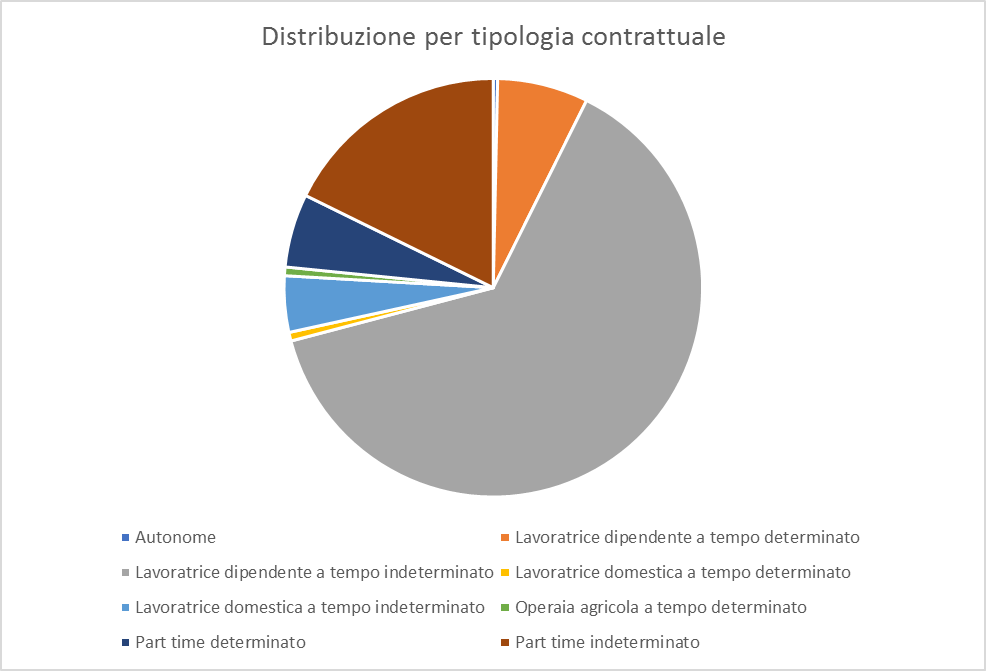 Distribuzione per tipologia contrattuale
Autonome
Lavoratrice dipendente a tempo determinato
Lavoratrice dipendente a tempo indeterminato
Lavoratrice domestica a tempo determinato
Lavoratrice domestica a tempo indeterminato
Operaia agricola a tempo determinato
Part time determinato
Part time indeterminato